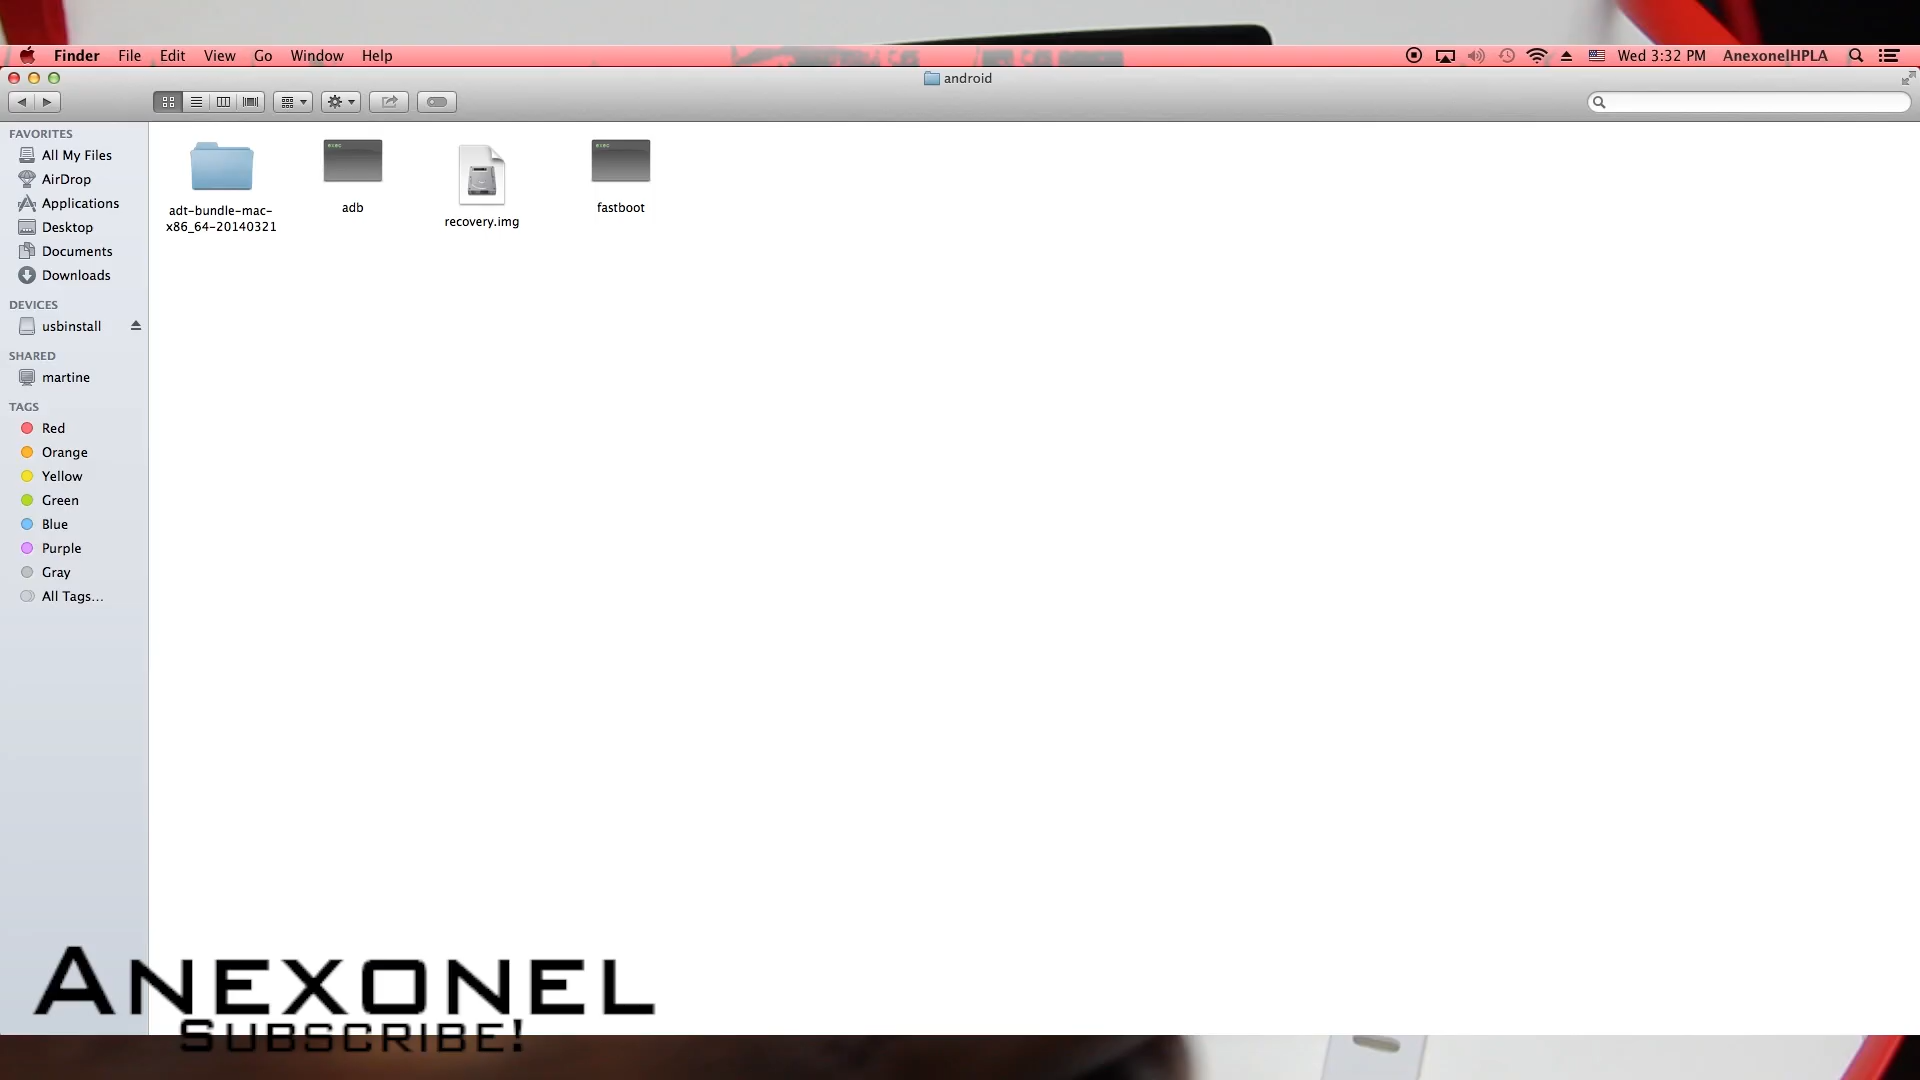 Finder File Edit View Go Window Help Wed 3:32 PM AnexonelHPLA
android
FAVORITES
All My Files
AirDrop
Applications
Desktop
Documents
Downloads
DEVICES
usbinstall
SHARED
martine
TAGS
Red
Orange
Yellow
Green
Blue
Purple
Gray
All Tags...
adt-bundle-mac-
x86_64-20140321
exec
adb
recovery.img
exec
fastboot
ANEXONEL
SUBSCRIBE!